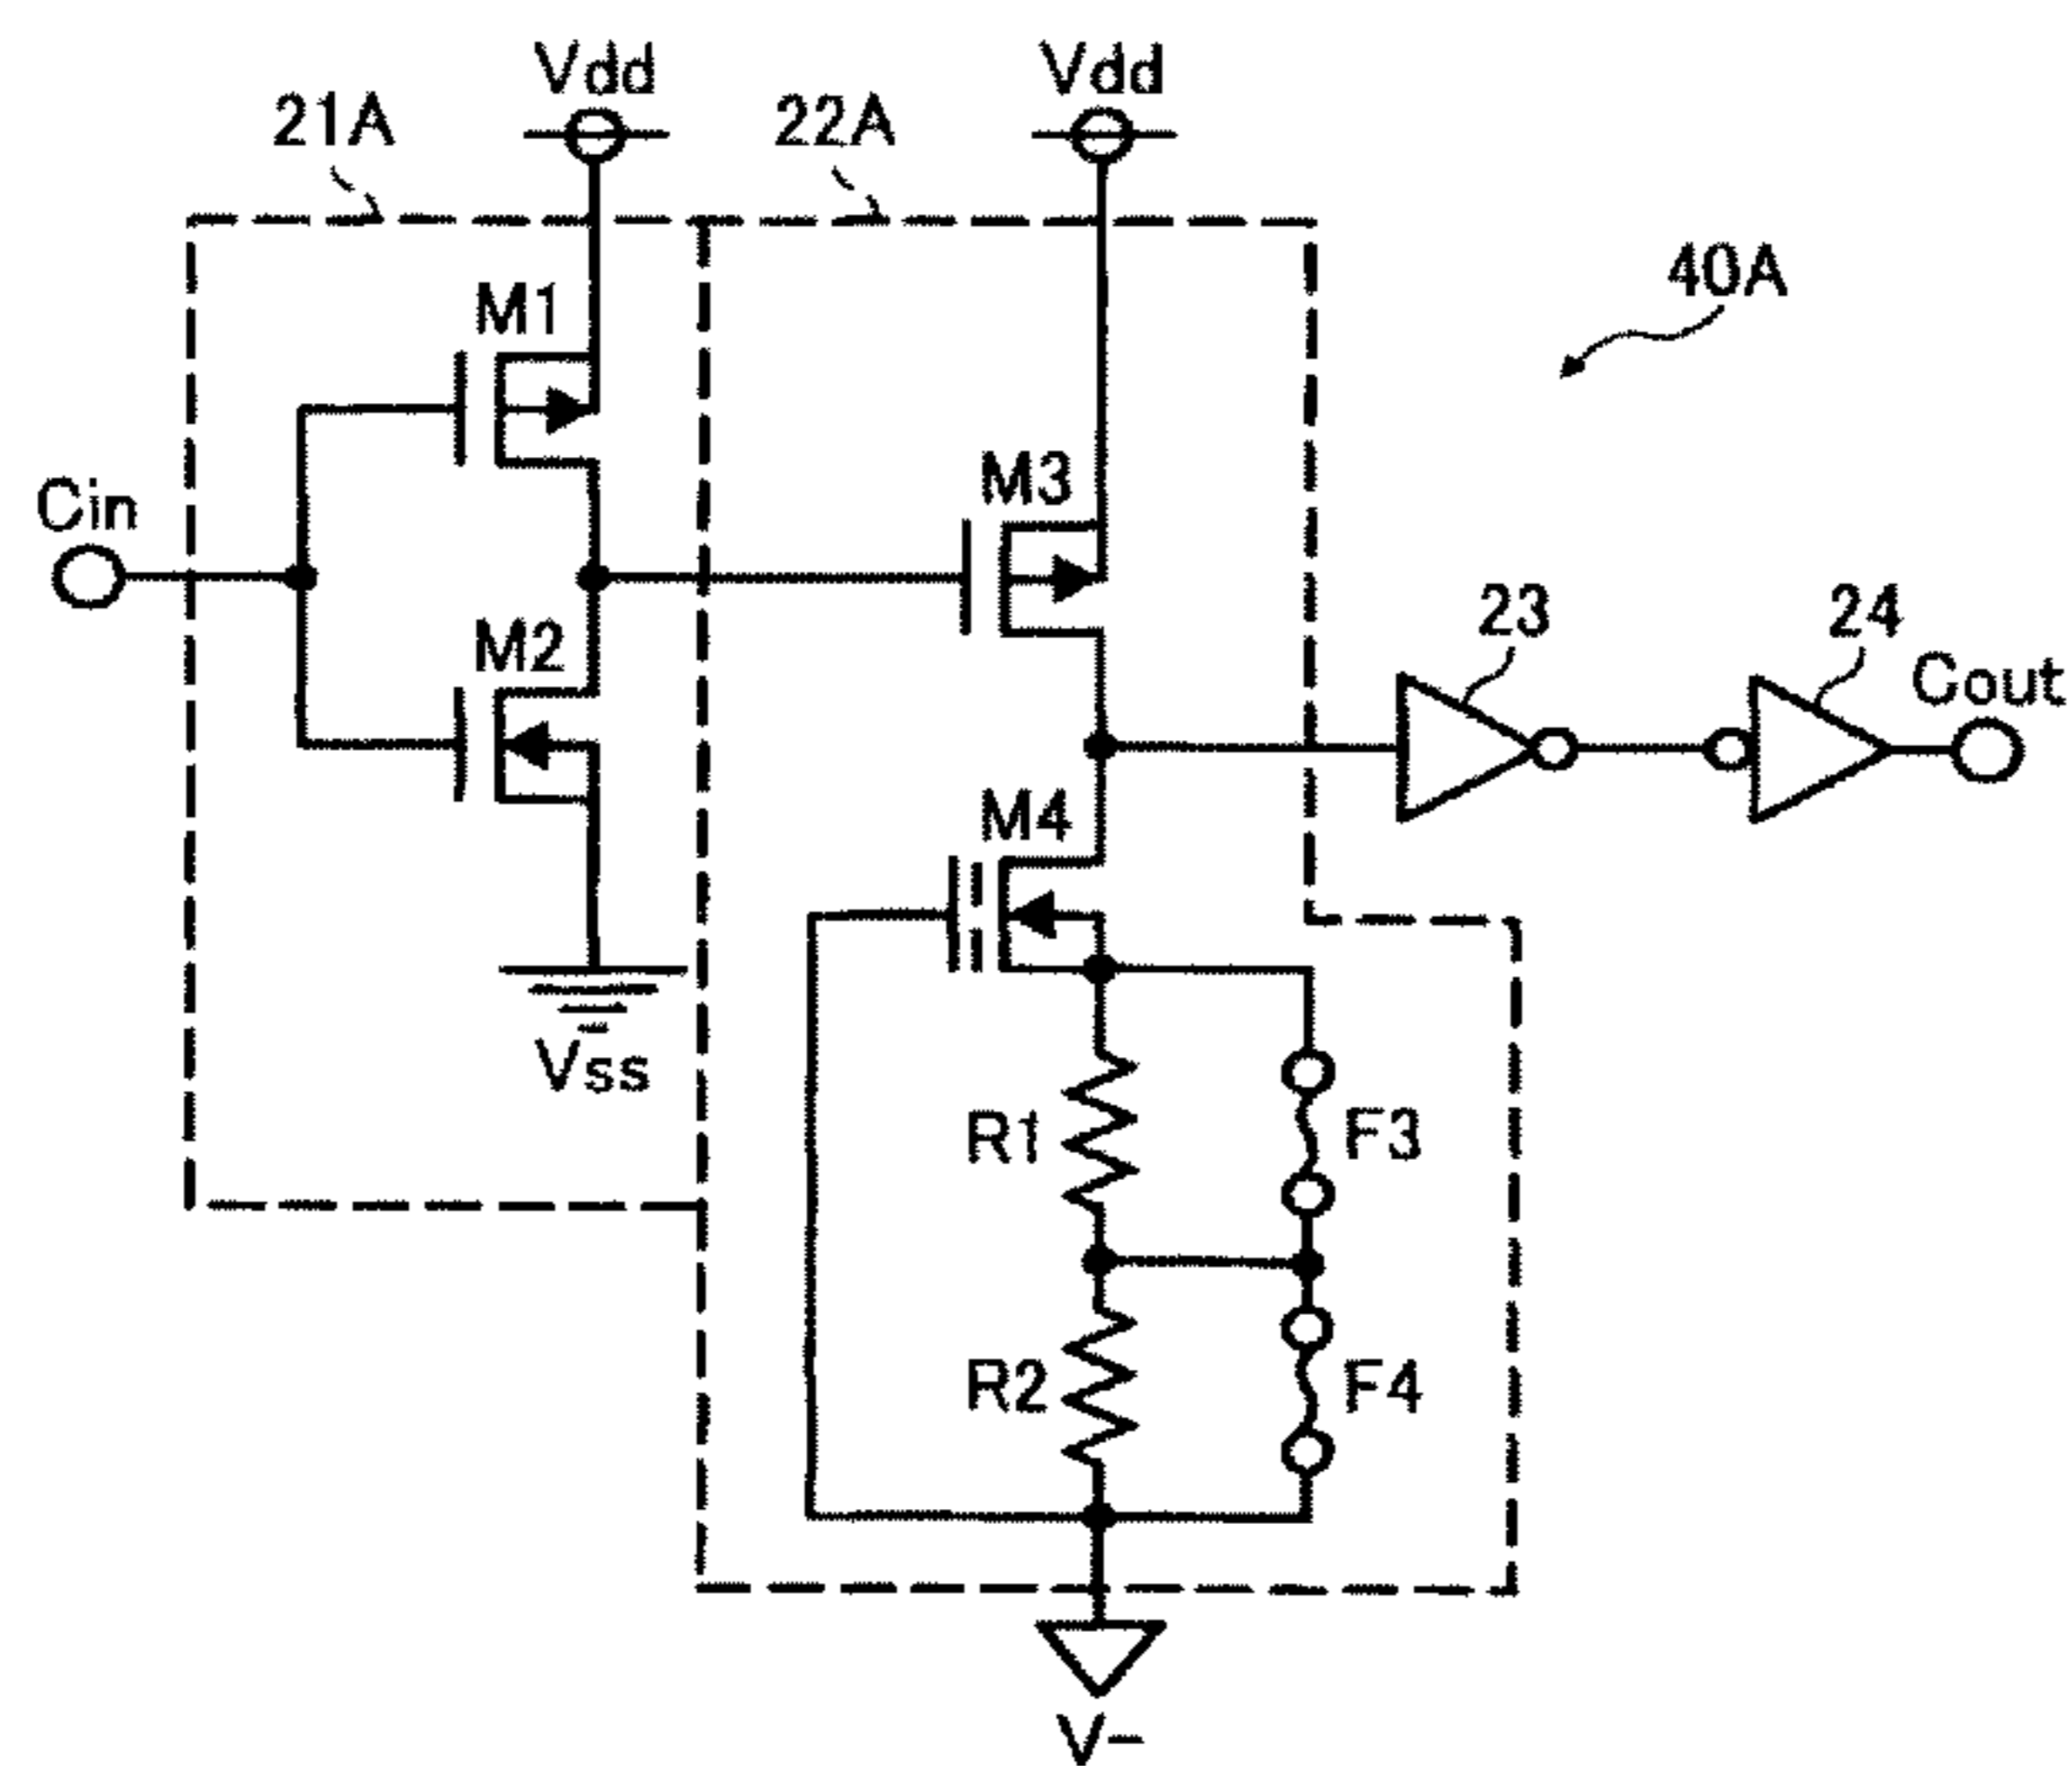 Vdd
Vdd
21A
22A
40A
M1
Cin
M3
M2
23
24
Cout
M4
Vss
R1
F3
R2
F4
V-